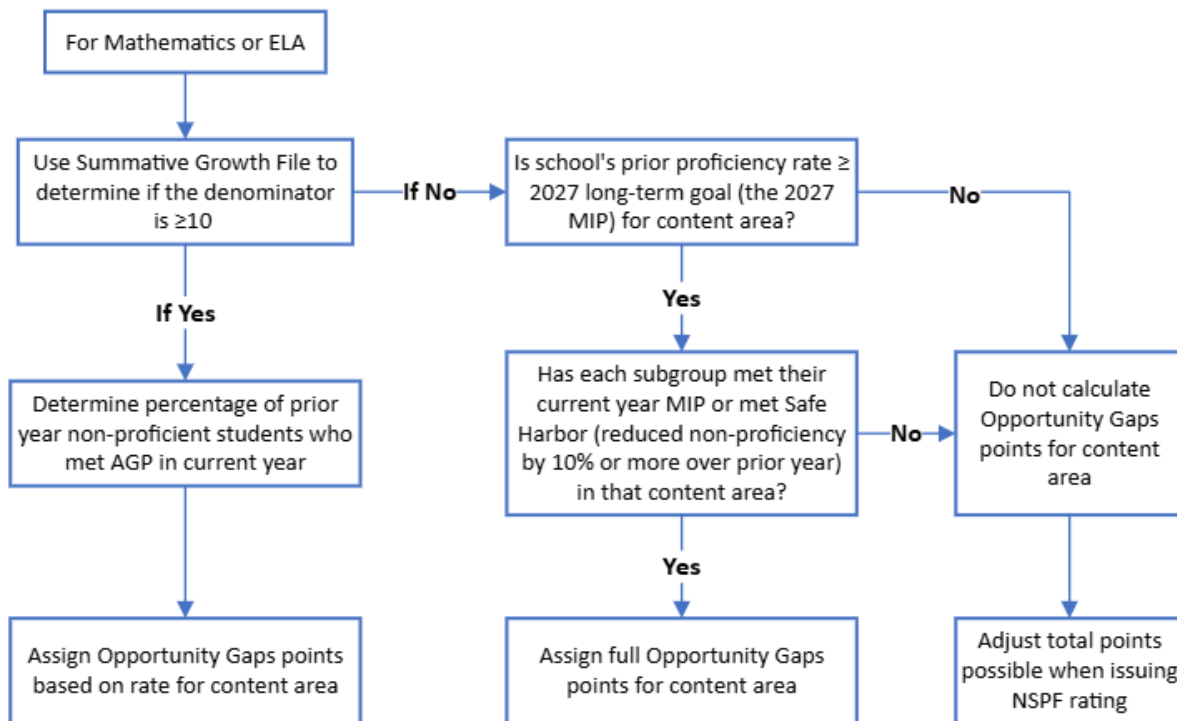 For Mathematics or ELA
Use Summative Growth File to
determine if the denominator
is ≥10
If No
Is school's prior proficiency rate ≥
2027 long-term goal (the 2027
MIP) for content area?
No
If Yes
Yes
Determine percentage of prior
year non-proficient students who
met AGP in current year
Has each subgroup met their
current year MIP or met Safe
Harbor (reduced non-proficiency
by 10% or more over prior year)
in that content area?
No
Do not calculate
Opportunity Gaps
points for content
area
Yes
Assign Opportunity Gaps points
based on rate for content area
Assign full Opportunity Gaps
points for content area
Adjust total points
possible when issuing
NSPF rating